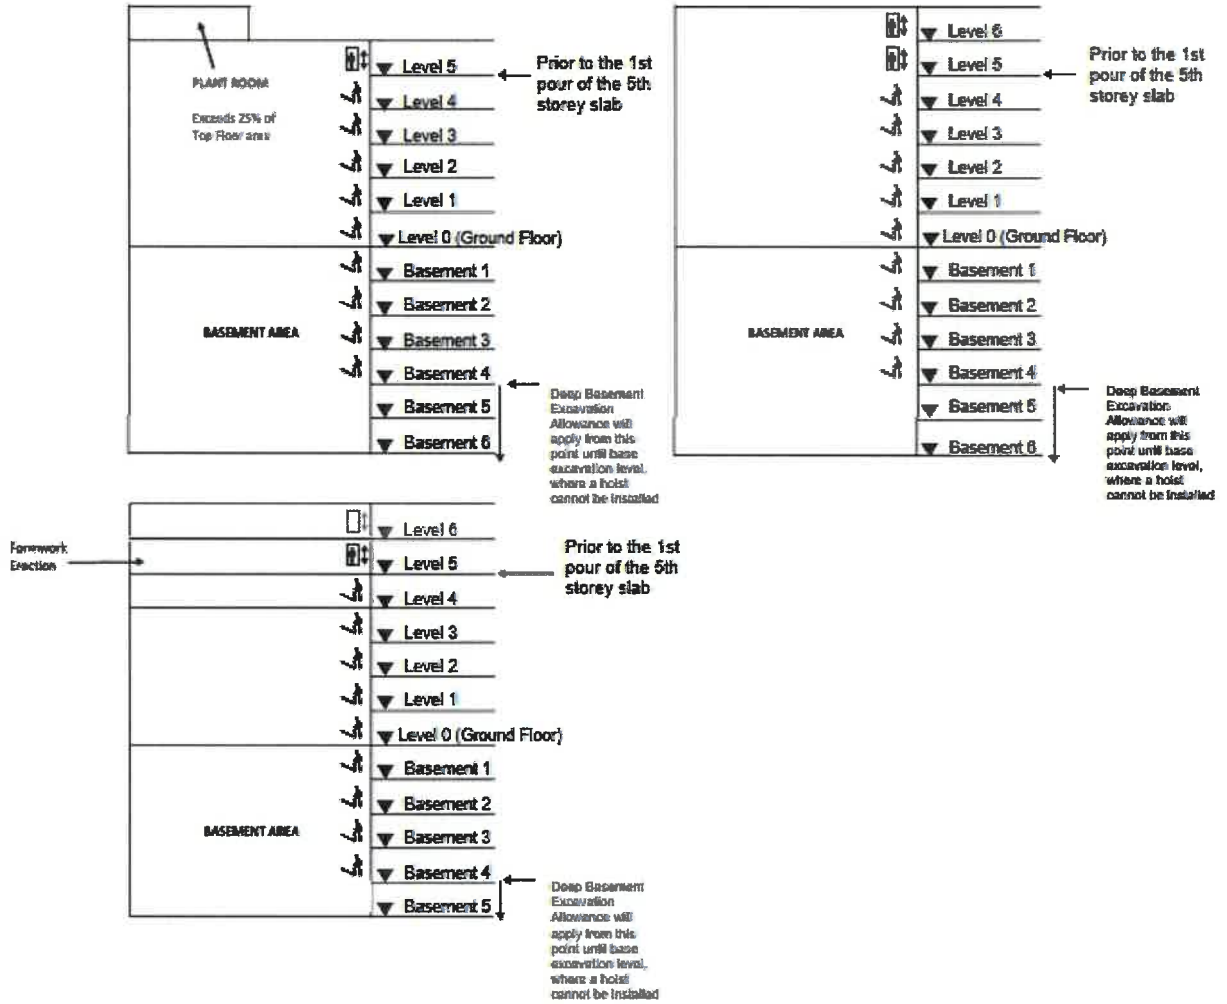 PLANT ROOM
Exceeds 25% of
Top Floor area
Level 5
Level 4
Level 3
Level 2
Level 1
Level 0 (Ground Floor)
Basement 1
Basement 2
Basement 3
Basement 4
Basement 5
Basement 6
BASEMENT AREA
Prior to the 1st
pour of the 5th
storey slab
Deep Basement
Excavation
Allowance will
apply from this
point until base
excavation level,
where a hoist
cannot be installed
Level 6
Level 5
Level 4
Level 3
Level 2
Level 1
Level 0 (Ground Floor)
Basement 1
Basement 2
Basement 3
Basement 4
Basement 5
Basement 6
BASEMENT AREA
Prior to the 1st
pour of the 5th
storey slab
Deep Basement
Excavation
Allowance will
apply from this
point until base
excavation level,
where a hoist
cannot be installed
Formwork
Erection
Level 6
Level 5
Level 4
Level 3
Level 2
Level 1
Level 0 (Ground Floor)
Basement 1
Basement 2
Basement 3
Basement 4
Basement 5
BASEMENT AREA
Prior to the 1st
pour of the 5th
storey slab
Deep Basement
Excavation
Allowance will
apply from this
point until base
excavation level,
where a hoist
cannot be installed